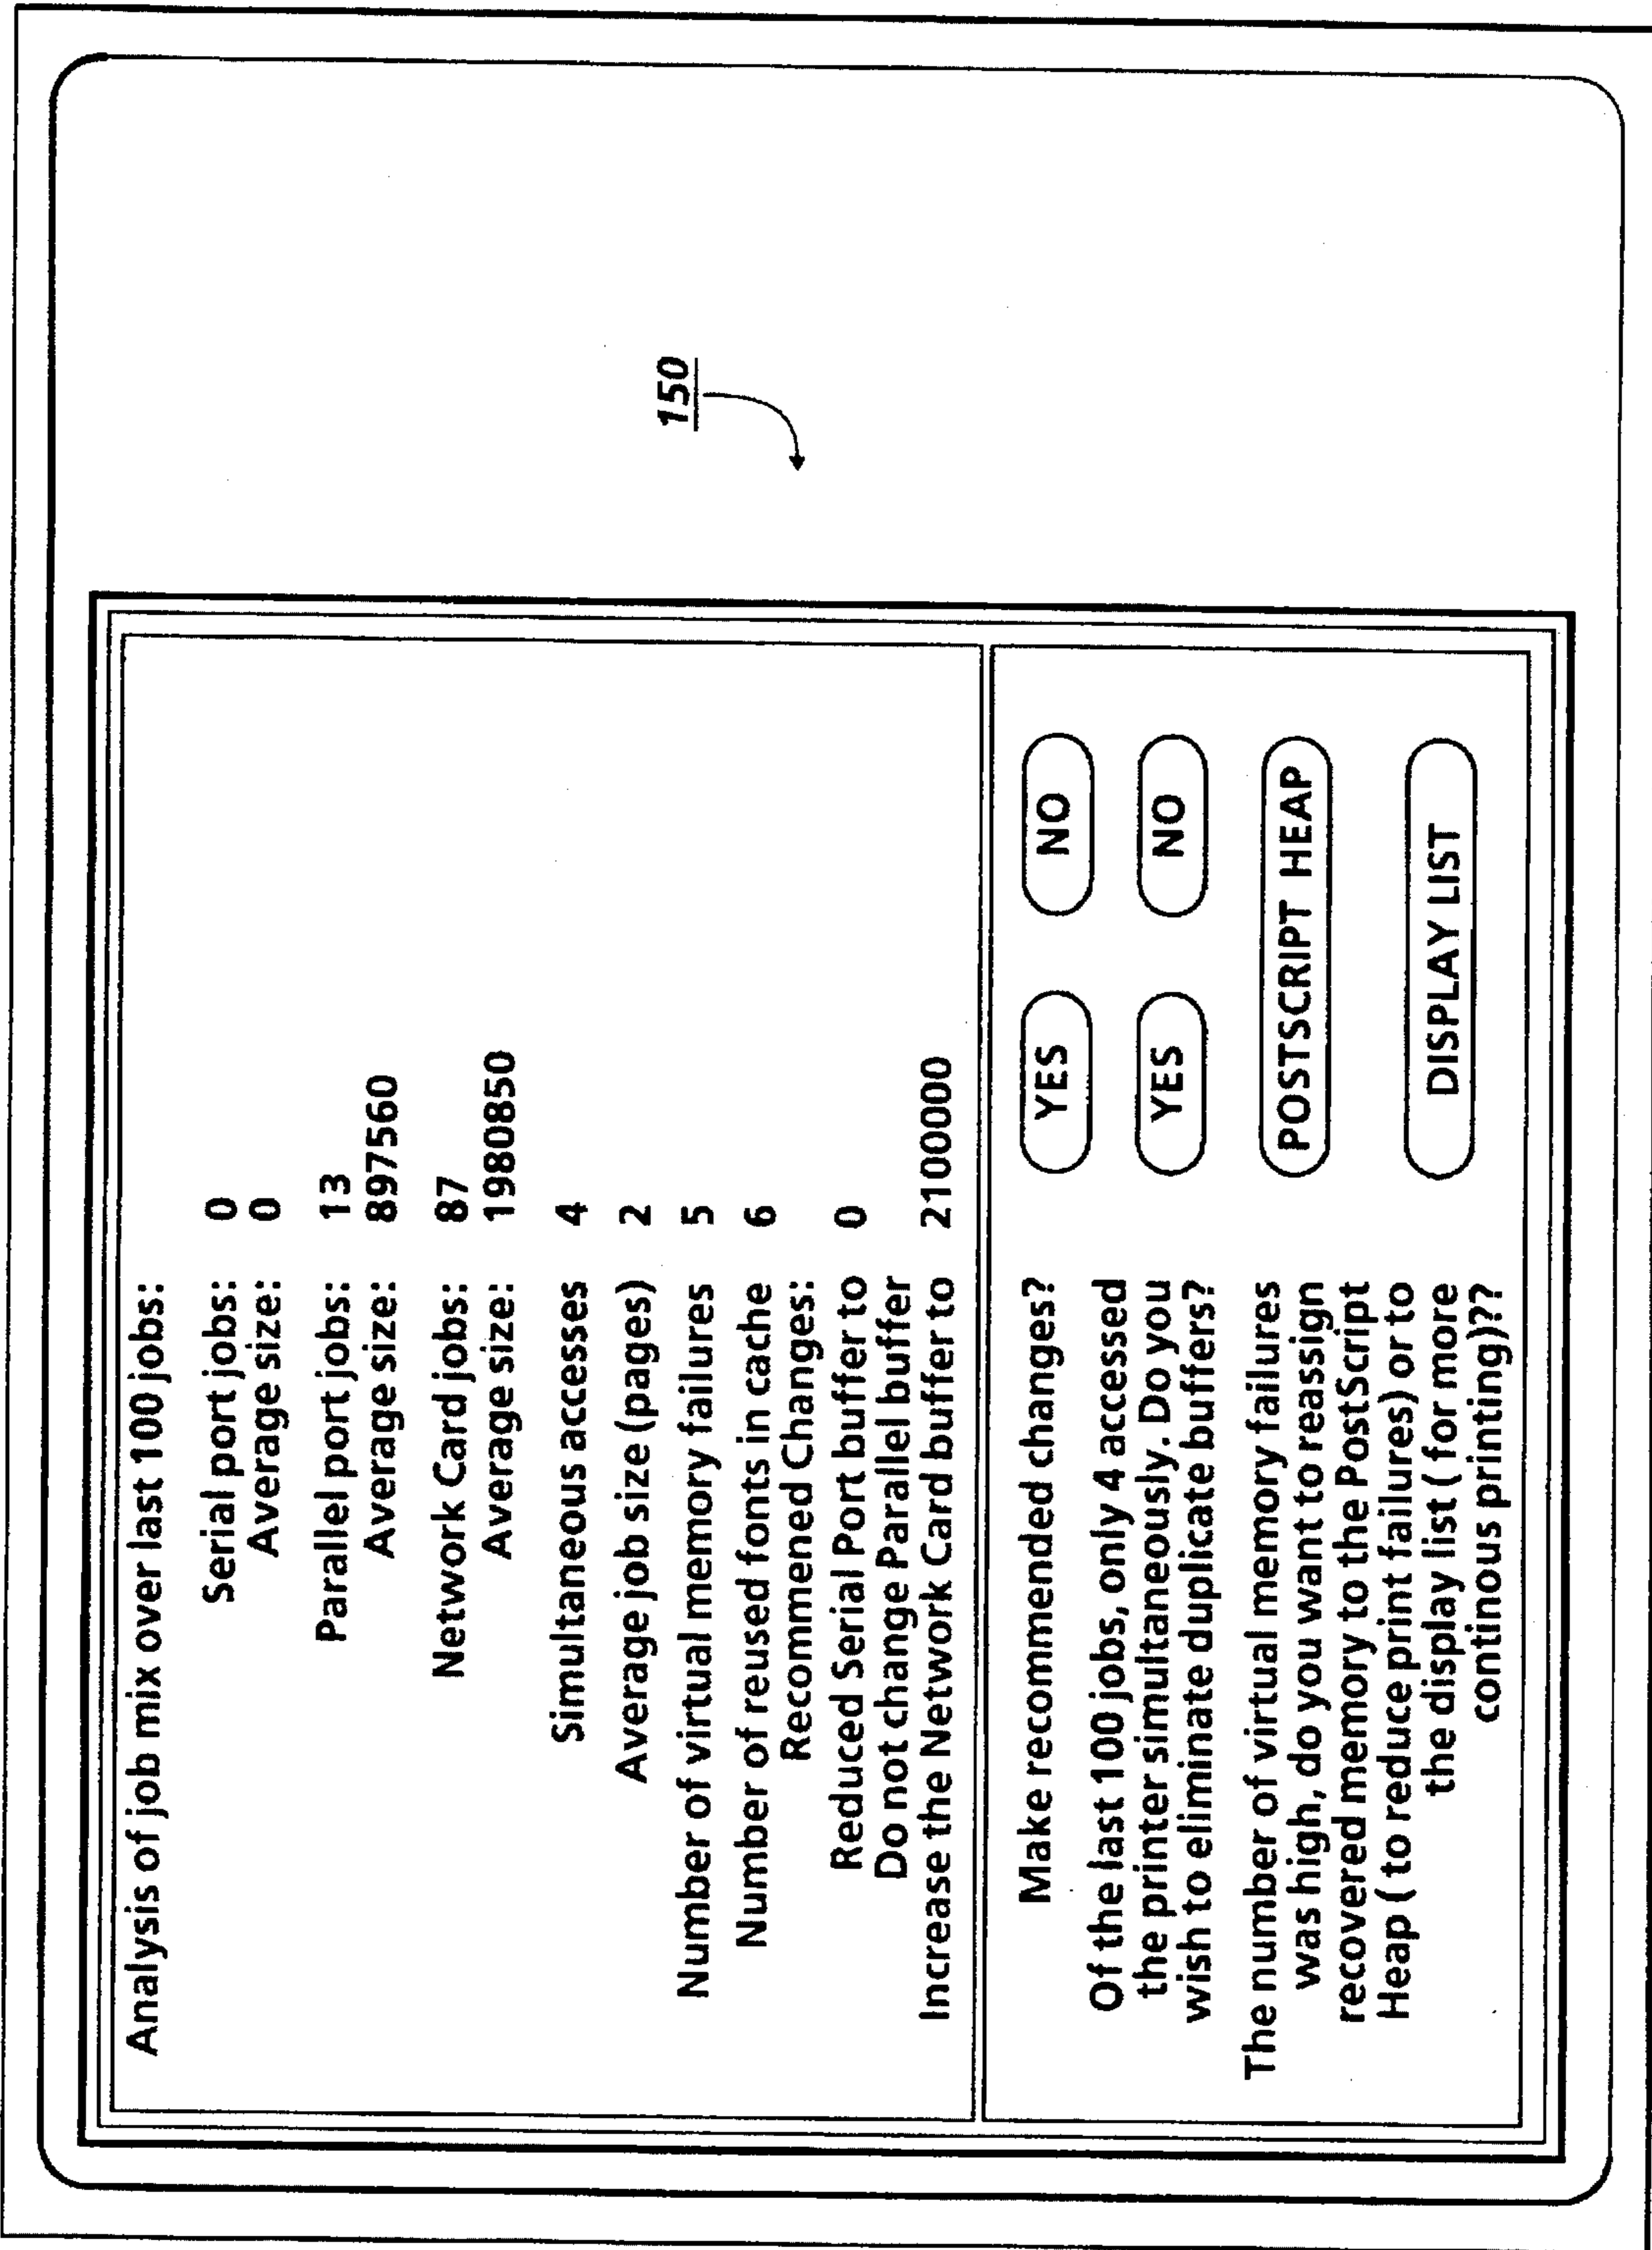 150
Analysis of job mix over last 100 jobs:
Serial port jobs: 0
Average size: 0
Parallel port jobs: 13
Average size: 897560
Network Card jobs: 87
Average size: 1980850
Simultaneous accesses 4
Average job size (pages) 2
Number of virtual memory failures 5
Number of reused fonts in cache 6
Recommened Changes:
Reduced Serial Port buffer to 0
Do not change Parallel buffer
Increase the Network Card buffer to 2100000
Make recommended changes? YES NO
Of the last 100 jobs, only 4 accessed
the printer simultaneously. Do you YES NO
wish to eliminate duplicate buffers?
The number of virtual memory failures
was high, do you want to reassign POSTSCRIPT HEAP
recovered memory to the PostScript
Heap ( to reduce print failures) or to
the display list ( for more DISPLAY LIST
continous printing)??